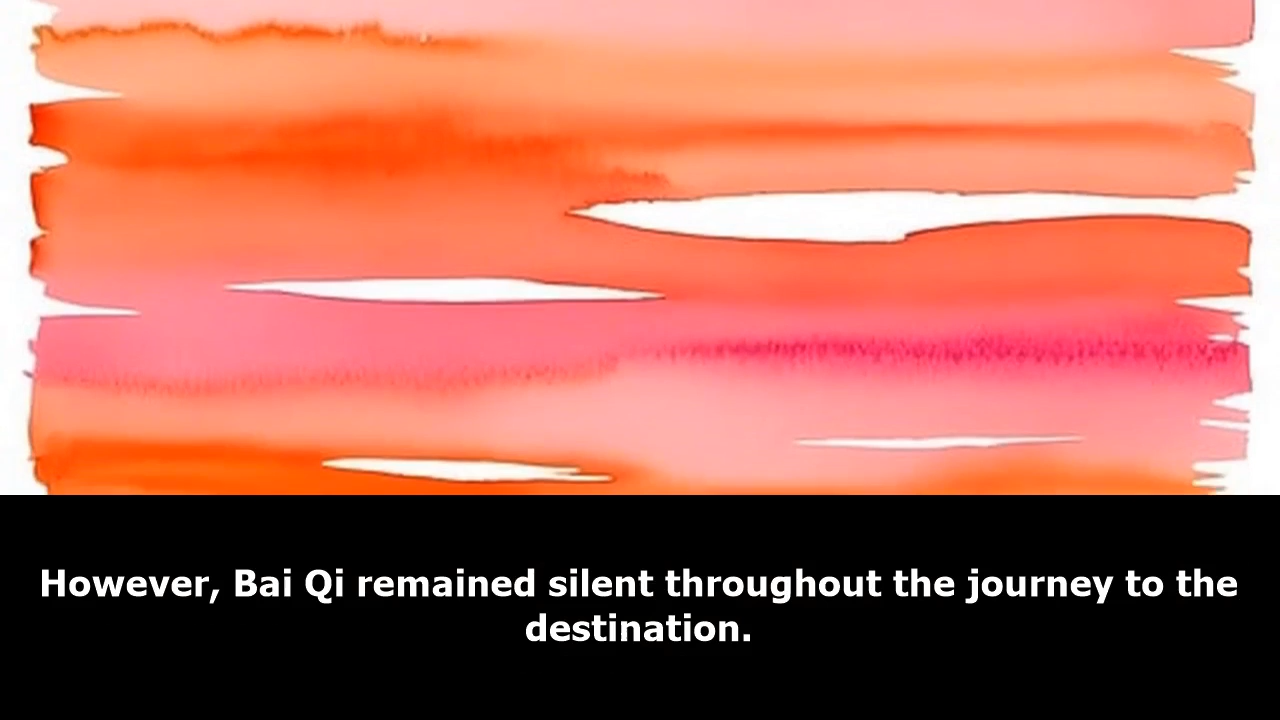 However, Bai Qi remained silent throughout the journey to the
destination.